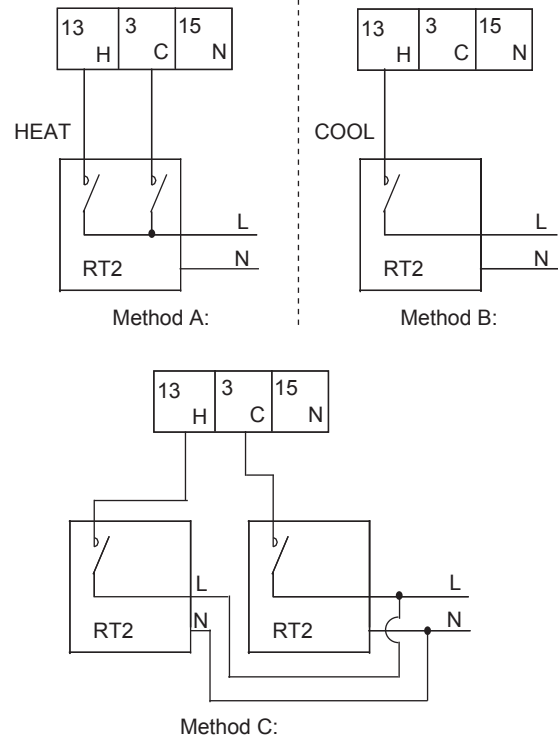 13 H 3 C 15 N
HEAT
RT2
L
N
Method A:
13 H 3 C 15 N
COOL
RT2
L
N
Method B:
13 H 3 C 15 N
RT2
L
N
RT2
L
N
Method C: